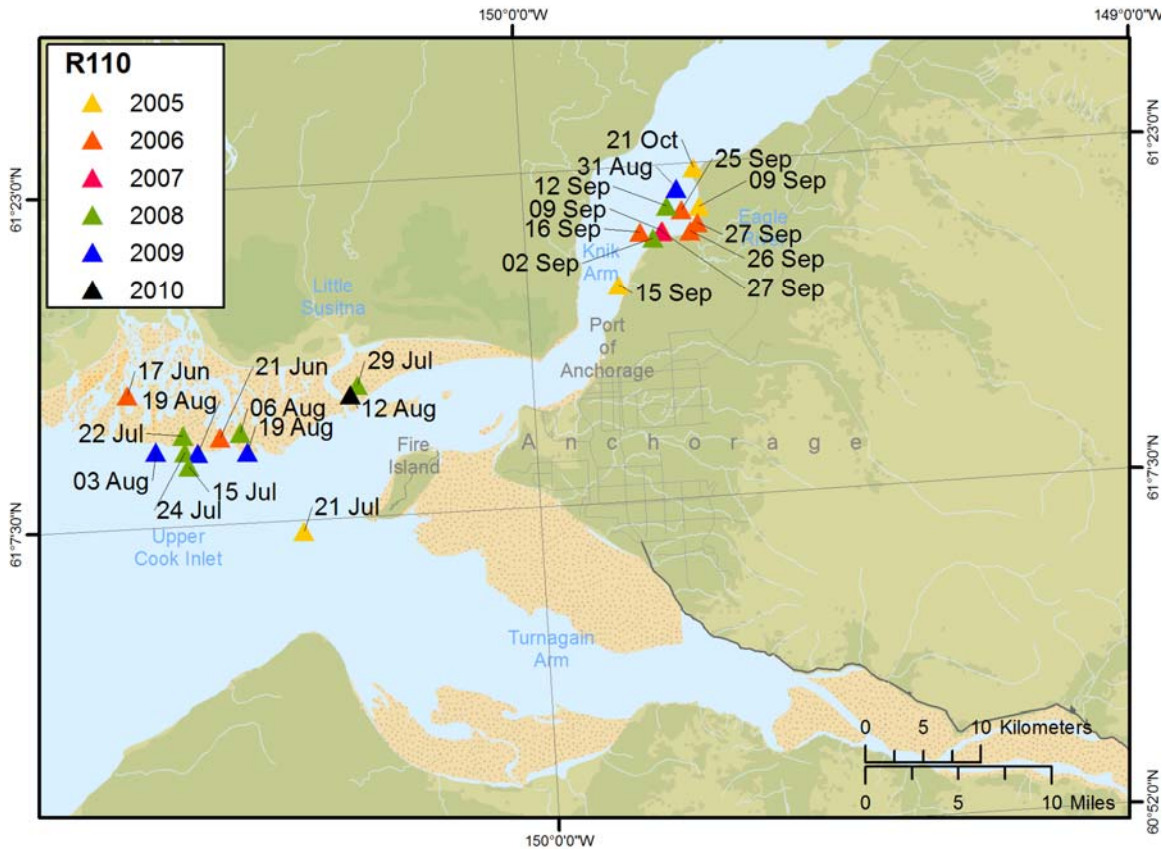 150°0'0"W
149°0'0"W
R110
2005
2006
2007
2008
2009
2010
61°23'0"N
61°23'0"N
21 Oct
31 Aug
25 Sep
12 Sep
09 Sep
09 Sep
16 Sep
Eagle
River
27 Sep
02 Sep
Knik
Arm
26 Sep
27 Sep
15 Sep
Little
Susitna
Port
of
Anchorage
17 Jun
21 Jun
29 Jul
19 Aug
06 Aug
12 Aug
22 Jul
19 Aug
Fire
Island
Anchorage
03 Aug
15 Jul
24 Jul
21 Jul
61°7'30"N
61°7'30"N
Upper
Cook Inlet
Turnagain
Arm
0 5 10 Kilometers
0 5 10 Miles
60°52'0"N
150°0'0"W